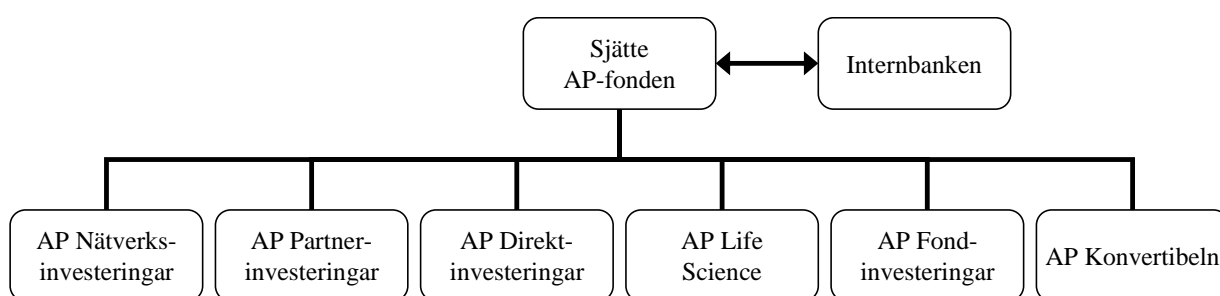 Sjätte
AP-fonden
Internbanken
AP Nätverks-
investeringar
AP Partner-
investeringar
AP Direkt-
investeringar
AP Life
Science
AP Fond-
investeringar
AP Konvertibeln